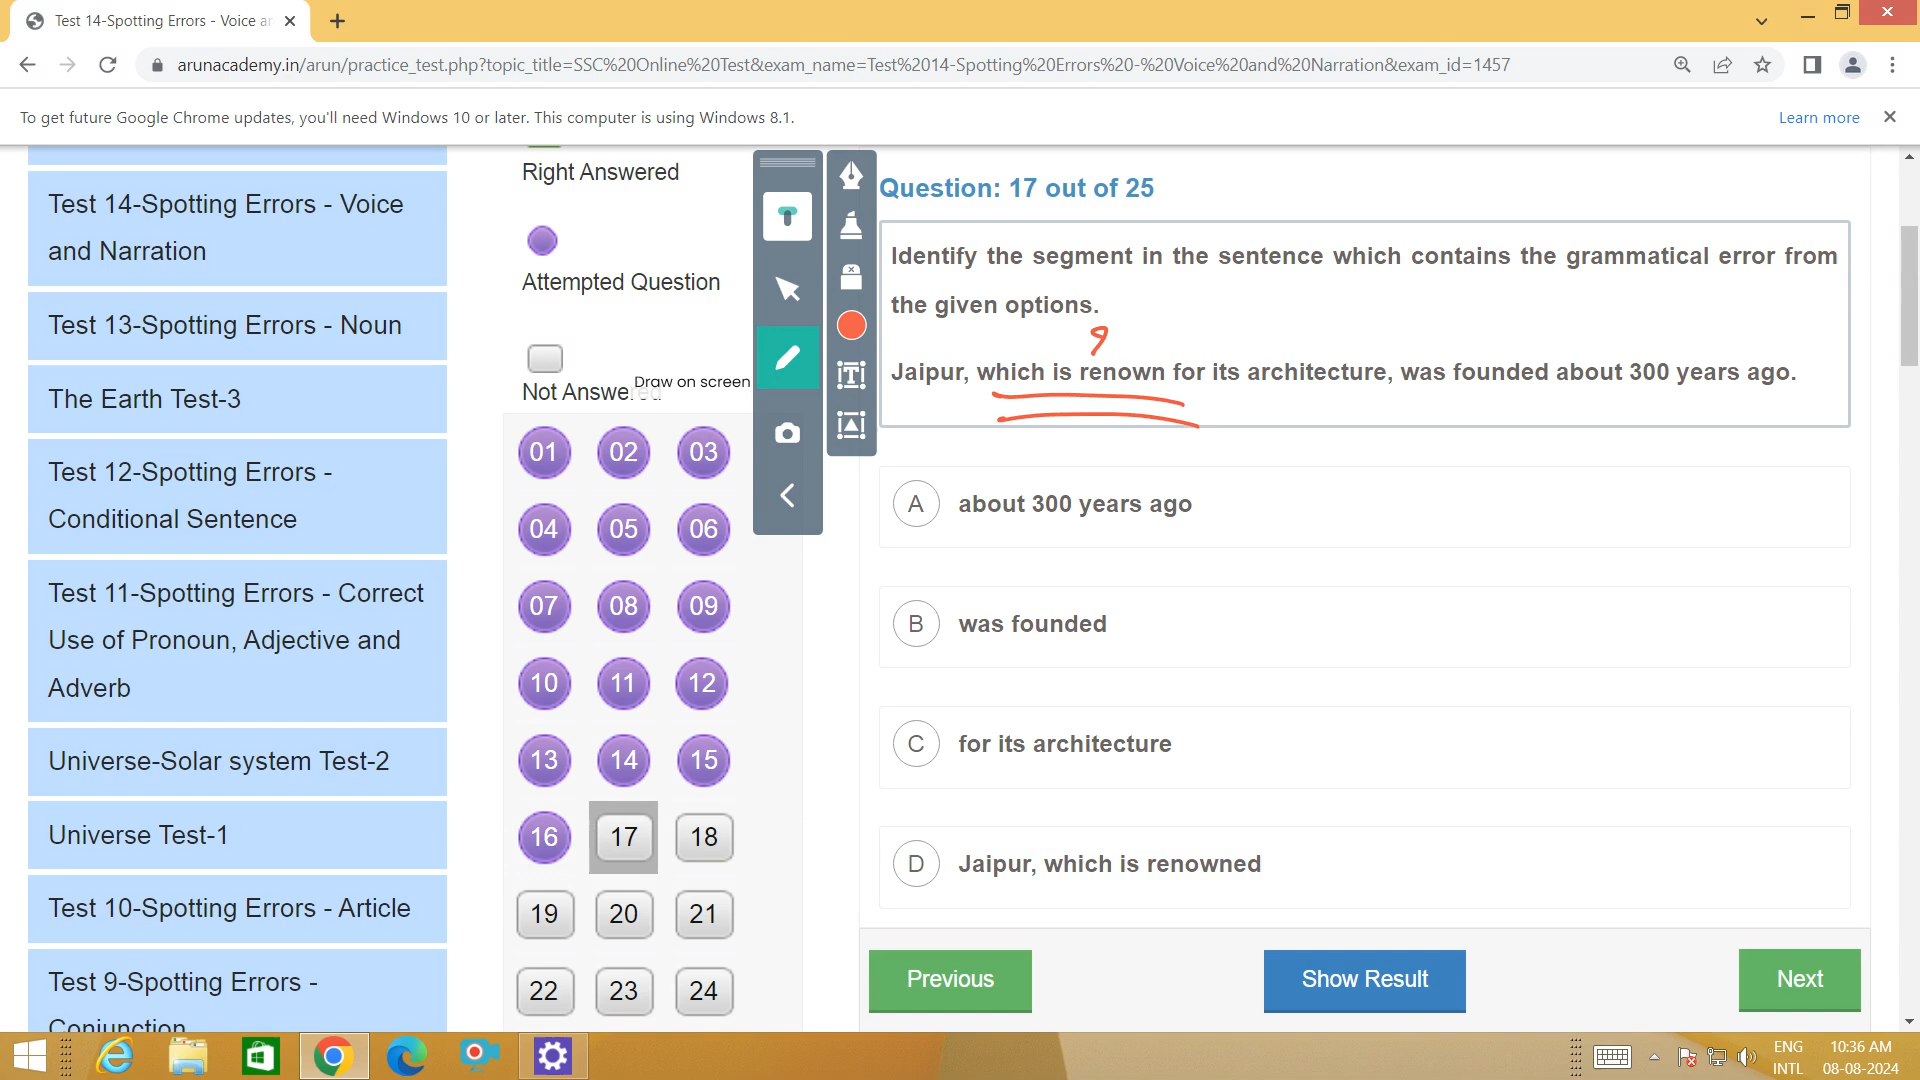 Test 14-Spotting Errors - Voice an
arunacademy.in/arun/practice_test.php?topic_title=SSC%20Online%20Test&exam_name=Test%2014-Spotting%20Errors%20-%20Voice%20and%20Narration&exam_id=1457
To get future Google Chrome updates, you'll need Windows 10 or later. This computer is using Windows 8.1.
Learn more
Test 14-Spotting Errors - Voice
and Narration
Test 13-Spotting Errors - Noun
The Earth Test-3
Test 12-Spotting Errors -
Conditional Sentence
Test 11-Spotting Errors - Correct
Use of Pronoun, Adjective and
Adverb
Universe-Solar system Test-2
Universe Test-1
Test 10-Spotting Errors - Article
Test 9-Spotting Errors -
Conjunction
Right Answered
Attempted Question
Not Answered
Draw on screen
01 02 03
04 05 06
07 08 09
10 11 12
13 14 15
16 17 18
19 20 21
22 23 24
Question: 17 out of 25
Identify the segment in the sentence which contains the grammatical error from
the given options.
Jaipur, which is renown for its architecture, was founded about 300 years ago.
A about 300 years ago
B was founded
C for its architecture
D Jaipur, which is renowned
Previous
Show Result
Next
ENG
INTL
10:36 AM
08-08-2024